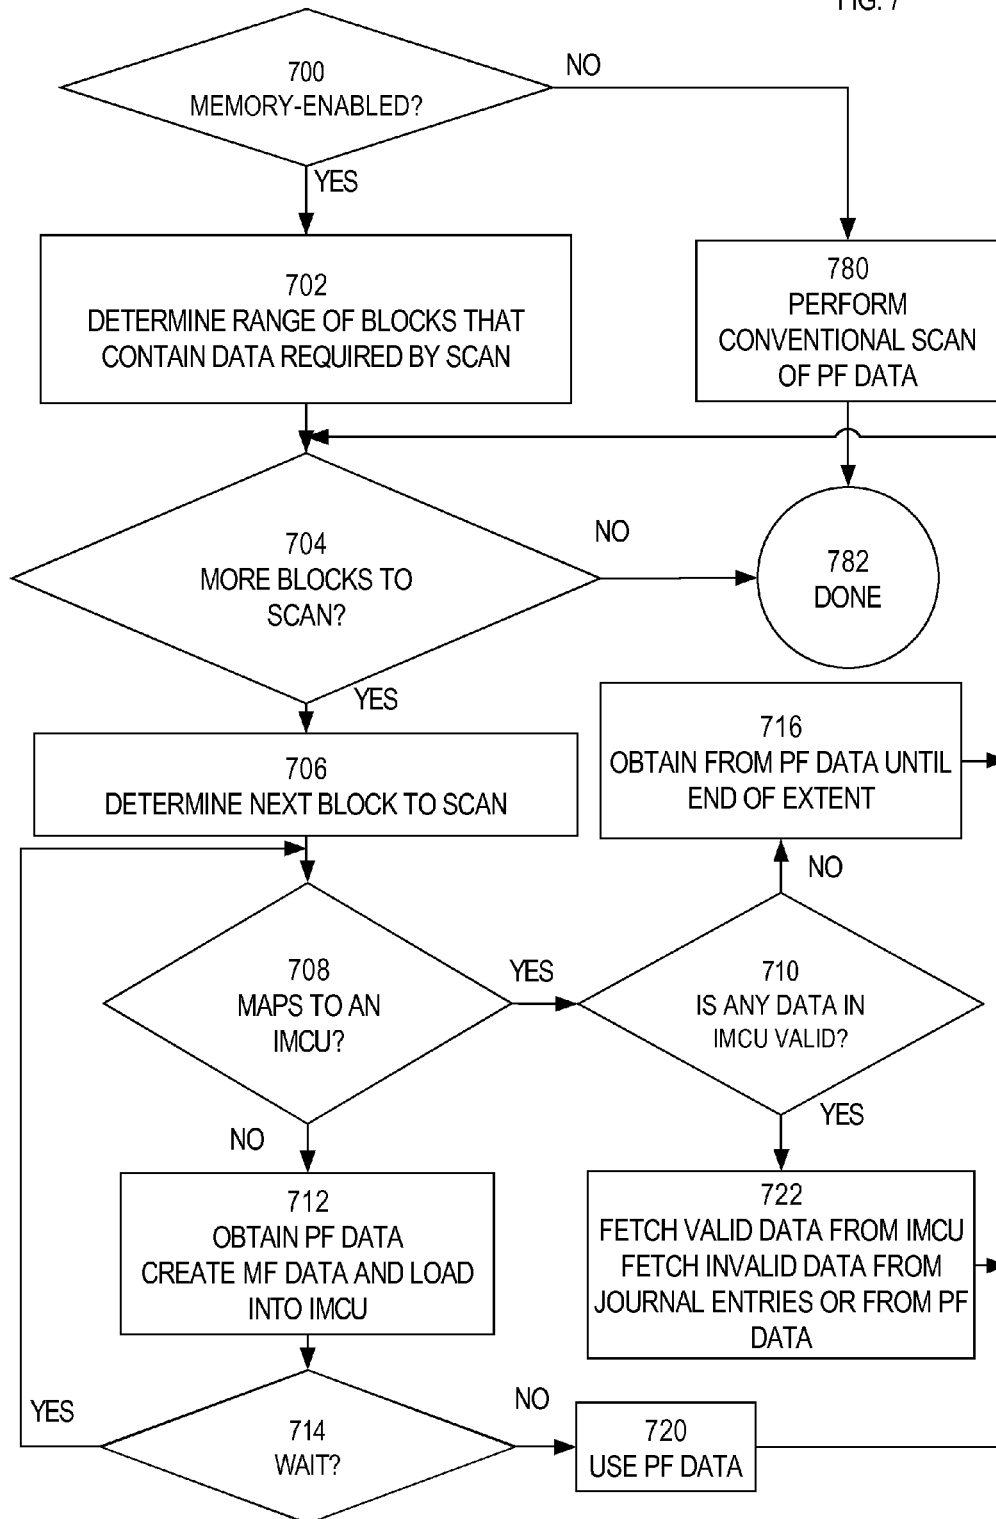 FIG. 7
700
MEMORY-ENABLED?
NO
YES
702
DETERMINE RANGE OF BLOCKS THAT
CONTAIN DATA REQUIRED BY SCAN
780
PERFORM
CONVENTIONAL SCAN
OF PF DATA
704
MORE BLOCKS TO
SCAN?
NO
782
DONE
YES
706
DETERMINE NEXT BLOCK TO SCAN
716
OBTAIN FROM PF DATA UNTIL
END OF EXTENT
NO
708
MAPS TO AN
IMCU?
YES
710
IS ANY DATA IN
IMCU VALID?
YES
NO
712
OBTAIN PF DATA
CREATE MF DATA AND LOAD
INTO IMCU
722
FETCH VALID DATA FROM IMCU
FETCH INVALID DATA FROM
JOURNAL ENTRIES OR FROM PF
DATA
YES
714
WAIT?
NO
720
USE PF DATA